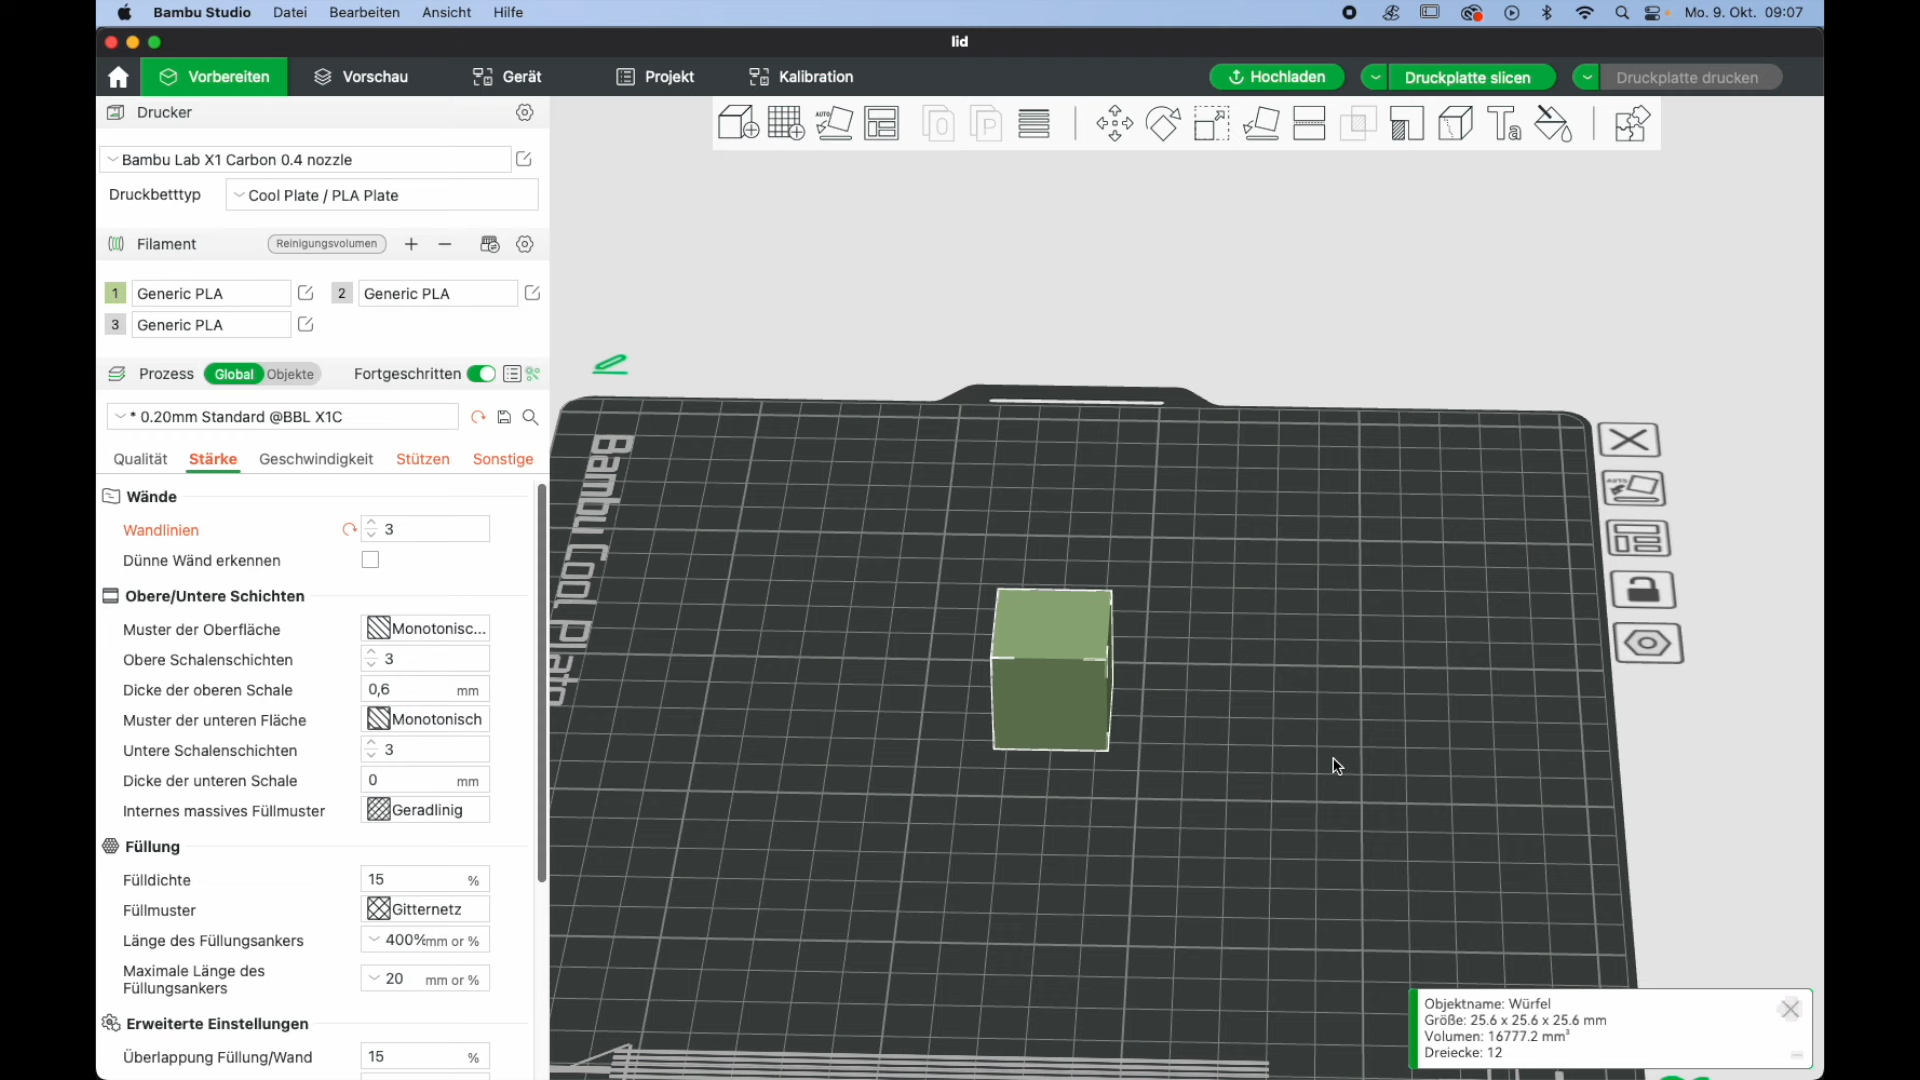 Bambu Studio Datei Bearbeiten Ansicht Hilfe Mo. 9. Okt. 09:07
lid
Vorbereiten Vorschau Gerät Projekt Kalibration Hochladen Druckplatte slicen Druckplatte drucken
Drucker
Bambu Lab X1 Carbon 0.4 nozzle
Druckbetttyp Cool Plate / PLA Plate
Filament Reinigungsvolumen
1 Generic PLA 2 Generic PLA
3 Generic PLA
Prozess Global Objekte Fortgeschritten
* 0.20mm Standard @BBL X1C
Qualität Stärke Geschwindigkeit Stützen Sonstige
Wände
Wandlinien 3
Dünne Wänd erkennen
Obere/Untere Schichten
Muster der Oberfläche Monotonisc...
Obere Schalenschichten 3
Dicke der oberen Schale 0,6 mm
Muster der unteren Fläche Monotonisch
Untere Schalenschichten 3
Dicke der unteren Schale 0 mm
Internes massives Füllmuster Geradlinig
Füllung
Fülldichte 15 %
Füllmuster Gitternetz
Länge des Füllungsankers 400% mm or %
Maximale Länge des
Füllungsankers 20 mm or %
Erweiterte Einstellungen
Überlappung Füllung/Wand 15 %
AUTO
Bambu Cool Plate
AUTO
Objektname: Würfel
Größe: 25.6 x 25.6 x 25.6 mm
Volumen: 16777.2 mm³
Dreiecke: 12